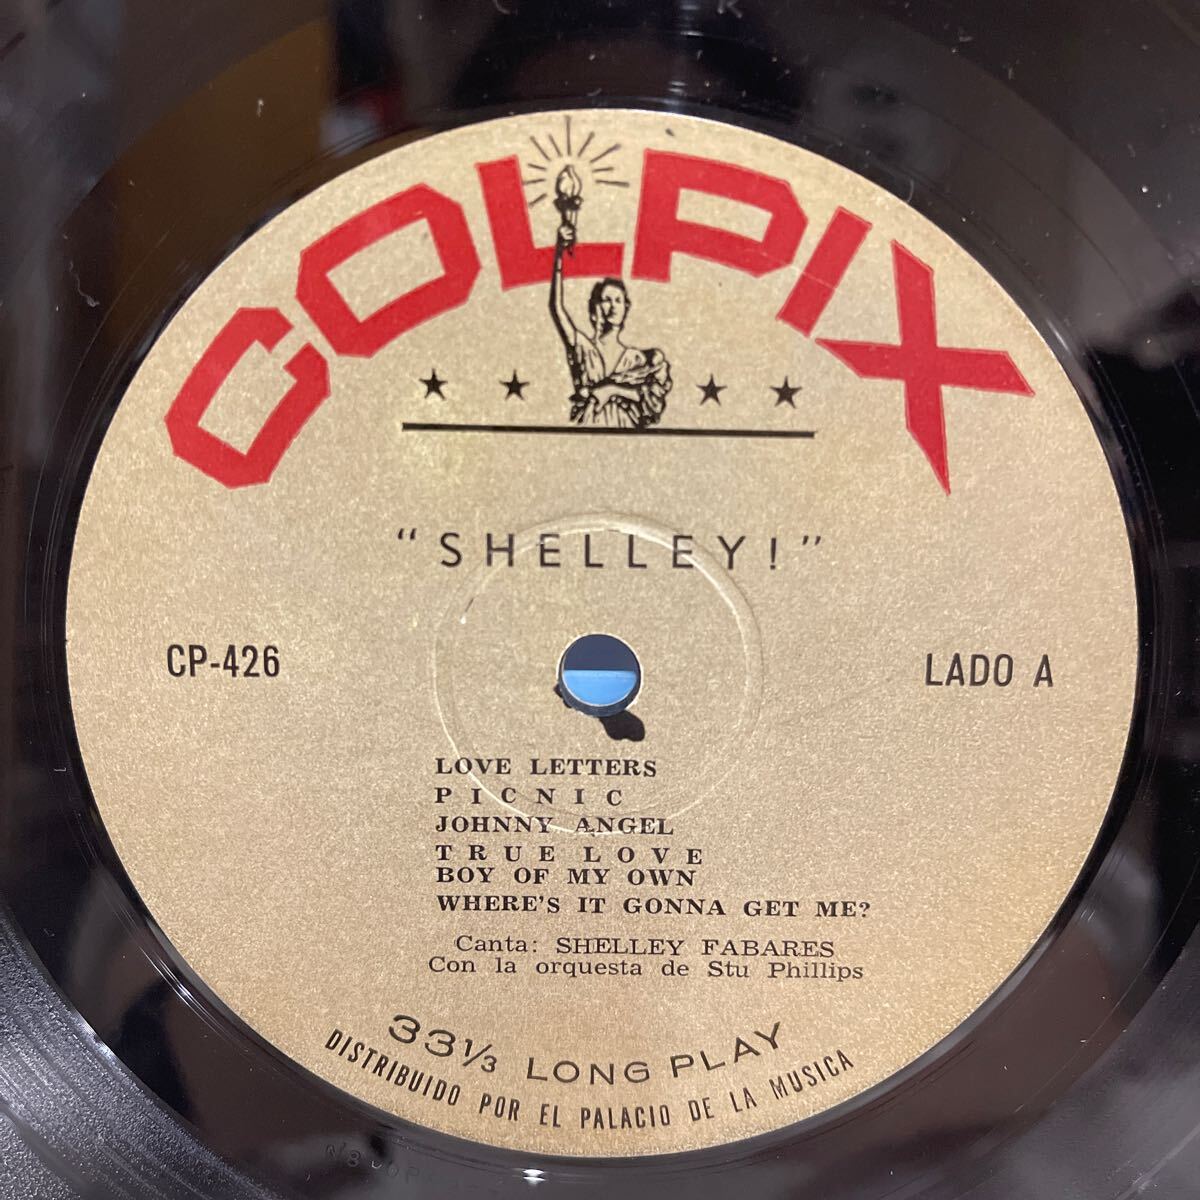 COLPIX
"SHELLEY!"
CP-426
LADO A
LOVE LETTERS
PICNIC
JOHNNY ANGEL
TRUE LOVE
BOY OF MY OWN
WHERE'S IT GONNA GET ME?
Canta: SHELLEY FABARES
Con la orquesta de Stu Phillips
33⅓ LONG PLAY
DISTRIBUIDO POR EL PALACIO DE LA MUSICA